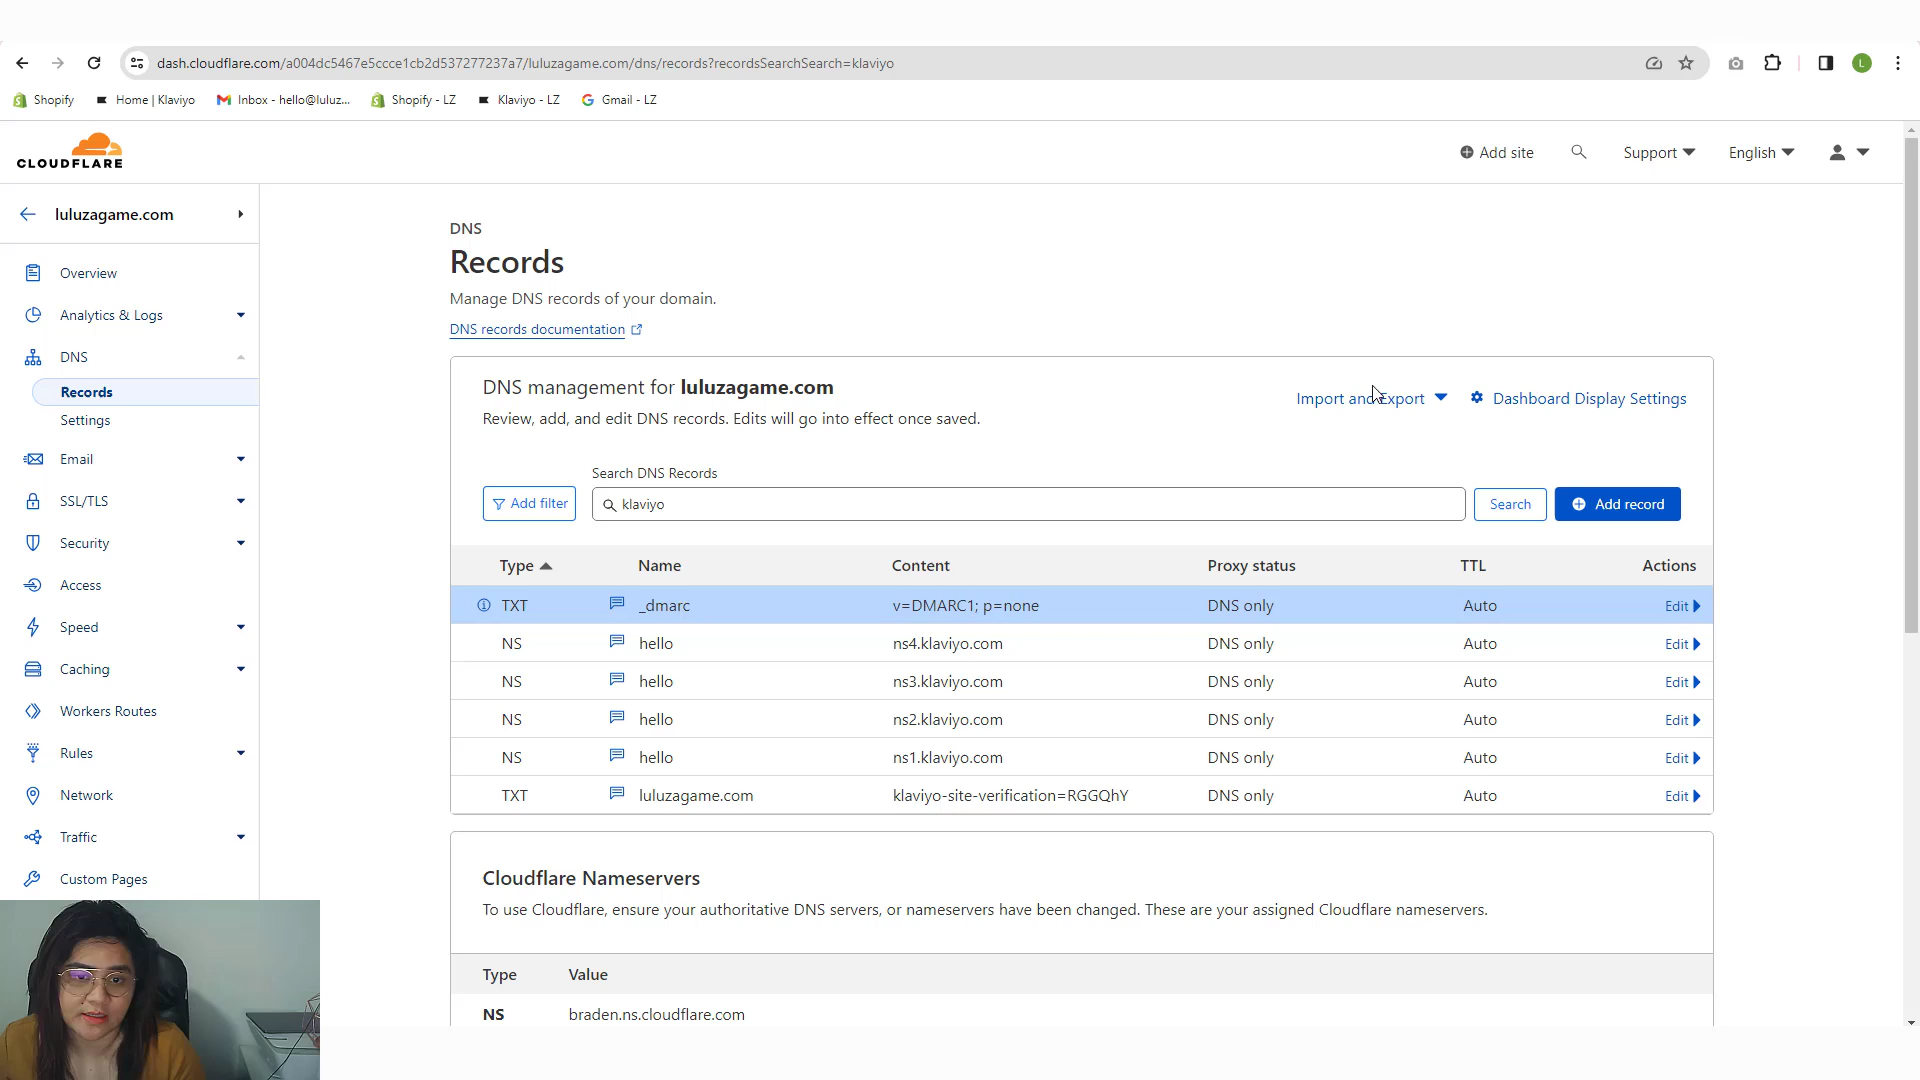 dash.cloudflare.com/a004dc5467e5ccce1cb2d537277237a7/luluzagame.com/dns/records?recordsSearchSearch=klaviyo
L
Shopify
Home | Klaviyo
Inbox - hello@luluz...
Shopify - LZ
Klaviyo - LZ
Gmail - LZ
CLOUDFLARE
Add site
Support
English
luluzagame.com
Overview
Analytics & Logs
DNS
Records
Settings
Email
SSL/TLS
Security
Access
Speed
Caching
Workers Routes
Rules
Network
Traffic
Custom Pages
DNS
Records
Manage DNS records of your domain.
DNS records documentation
DNS management for luluzagame.com
Review, add, and edit DNS records. Edits will go into effect once saved.
Import and Export
Dashboard Display Settings
Search DNS Records
Add filter
klaviyo
Search
Add record
Type Name Content Proxy status TTL Actions
TXT _dmarc v=DMARC1; p=none DNS only Auto Edit
NS hello ns4.klaviyo.com DNS only Auto Edit
NS hello ns3.klaviyo.com DNS only Auto Edit
NS hello ns2.klaviyo.com DNS only Auto Edit
NS hello ns1.klaviyo.com DNS only Auto Edit
TXT luluzagame.com klaviyo-site-verification=RGGQhY DNS only Auto Edit
Cloudflare Nameservers
To use Cloudflare, ensure your authoritative DNS servers, or nameservers have been changed. These are your assigned Cloudflare nameservers.
Type Value
NS braden.ns.cloudflare.com